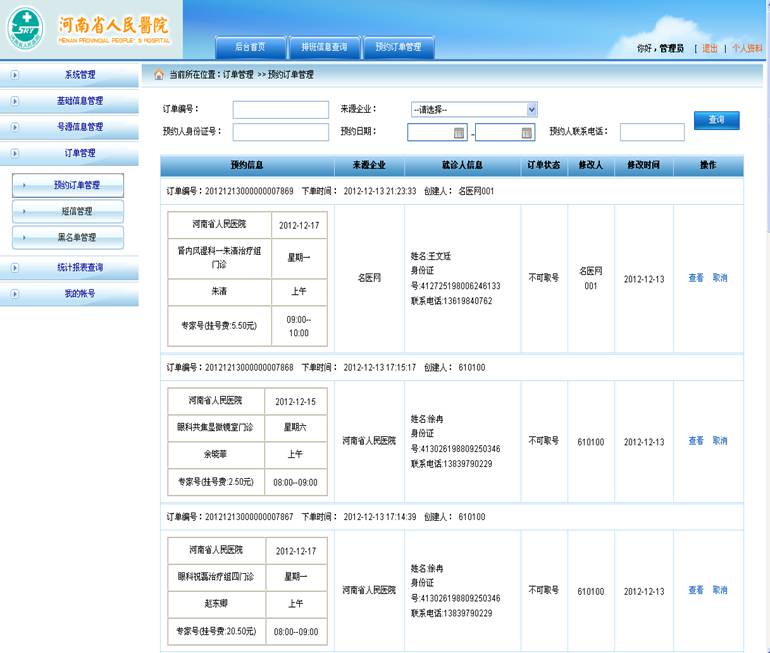 河南省人民醫院
HENAN PROVINCIAL PEOPLE'S HOSPITAL
后台首页 排班信息查询 预约订单管理
你好，管理员 [ 退出 | 个人资料
系统管理
基础信息管理
号源信息管理
订单管理
预约订单管理
短信管理
黑名单管理
统计报表查询
我的帐号
当前所在位置：订单管理 >>预约订单管理
订单编号： 来源企业： --请选择--
预约人身份证号： 预约日期： - 预约人联系电话： 查询
预约信息 来源企业 就诊人信息 订单状态 修改人 修改时间 操作
订单编号：20121213000000007869 下单时间： 2012-12-13 21:23:33 创建人： 名医网001
河南省人民医院 2012-12-17
肾内风湿科--朱清治疗组门诊 星期一
朱清 上午
专家号(挂号费:5.50元) 09:00--10:00
名医网
姓名:王文廷
身份证
号:412725198006246133
联系电话:13619840762
不可取号
名医网
001
2012-12-13
查看 取消
订单编号：20121213000000007868 下单时间： 2012-12-13 17:15:17 创建人： 610100
河南省人民医院 2012-12-15
眼科共焦显微镜室门诊 星期六
余晓菲 上午
专家号(挂号费:2.50元) 08:00--09:00
河南省人民医院
姓名:徐冉
身份证
号:413026198809250346
联系电话:13839790229
不可取号
610100
2012-12-13
查看 取消
订单编号：20121213000000007867 下单时间： 2012-12-13 17:14:39 创建人： 610100
河南省人民医院 2012-12-17
眼科祝磊治疗组四门诊 星期一
赵东卿 上午
专家号(挂号费:20.50元) 08:00--09:00
河南省人民医院
姓名:徐冉
身份证
号:413026198809250346
联系电话:13839790229
不可取号
610100
2012-12-13
查看 取消